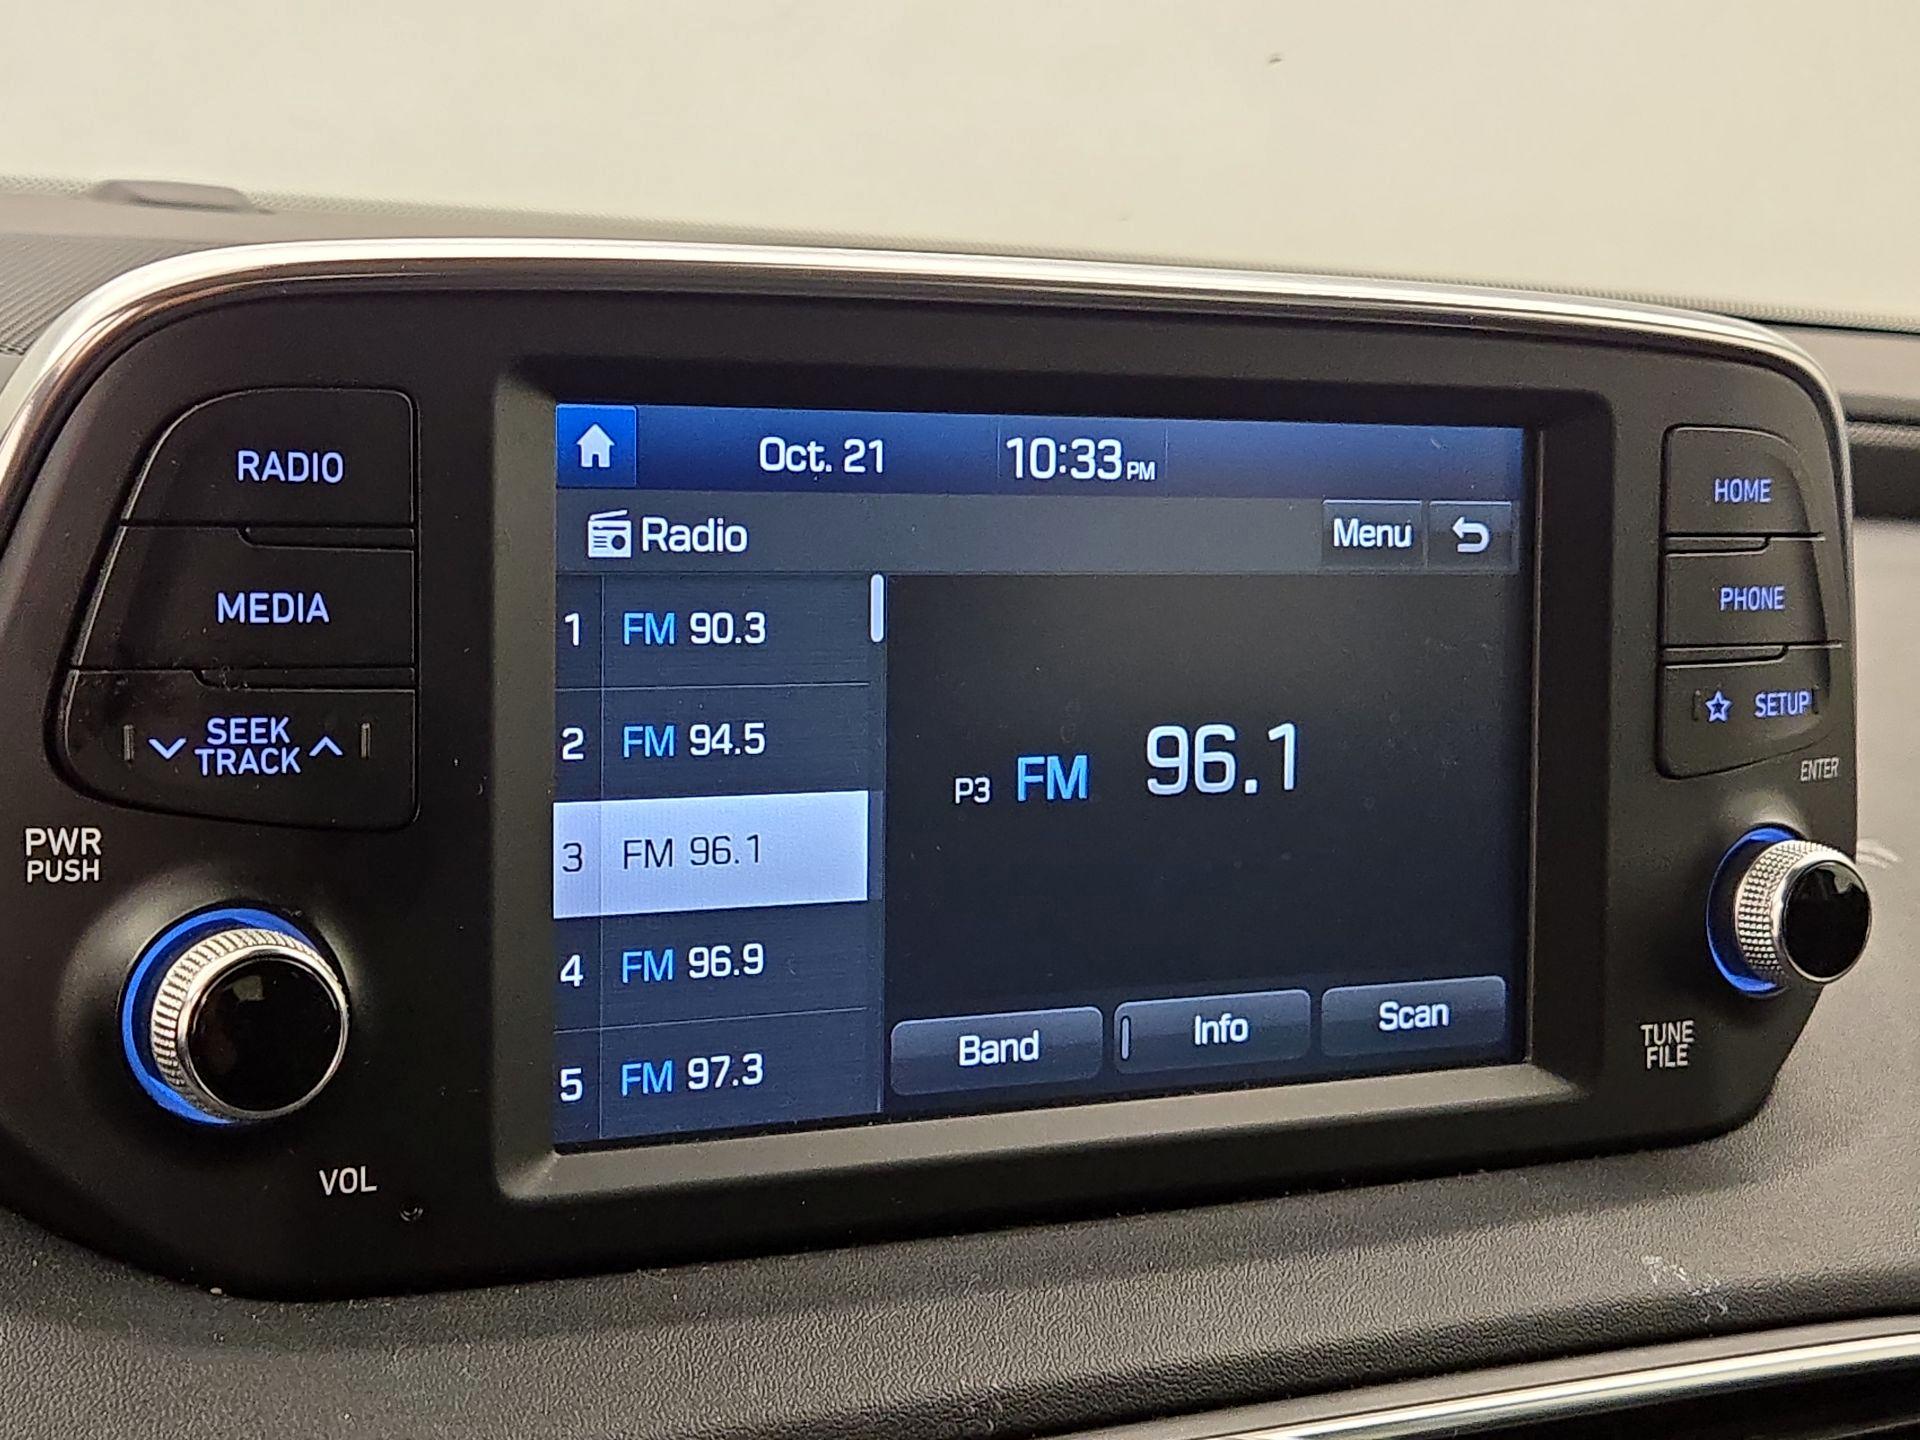 RADIO
MEDIA
SEEK
TRACK
PWR
PUSH
VOL
Oct. 21 10:33 PM
Radio Menu
1 FM 90.3
2 FM 94.5
3 FM 96.1
4 FM 96.9
5 FM 97.3
P3 FM 96.1
Band Info Scan
HOME
PHONE
SETUP
ENTER
TUNE
FILE